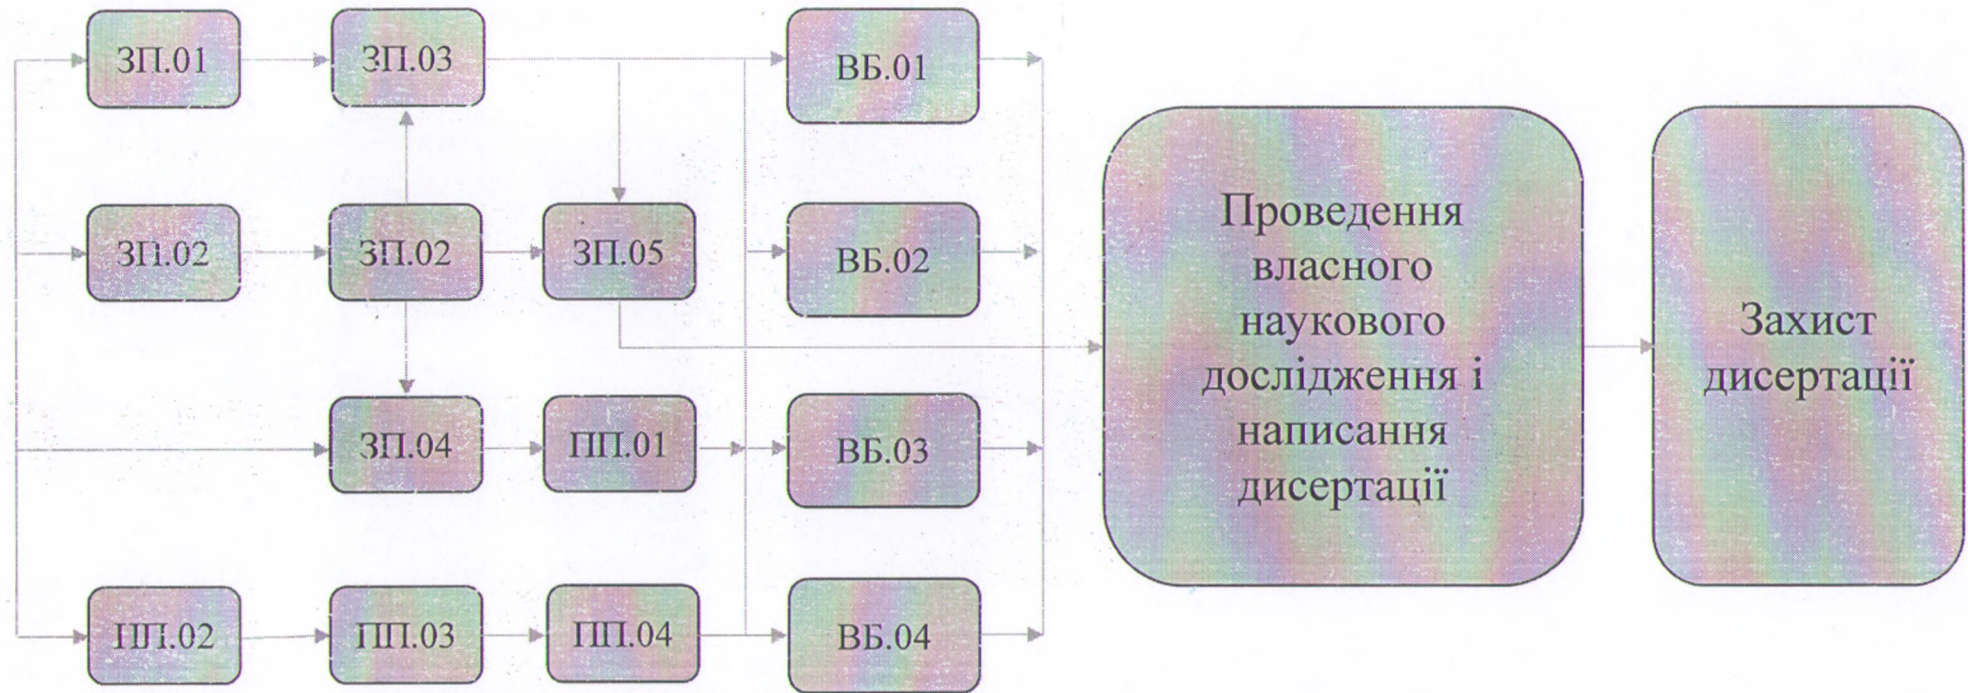 ЗП.01
ЗП.03
ВБ.01
ЗП.02
ЗП.02
ЗП.05
ВБ.02
ЗП.04
ПП.01
ВБ.03
ПП.02
ПП.03
ПП.04
ВБ.04
Проведення
власного
наукового
дослідження і
написання
дисертації
Захист
дисертації